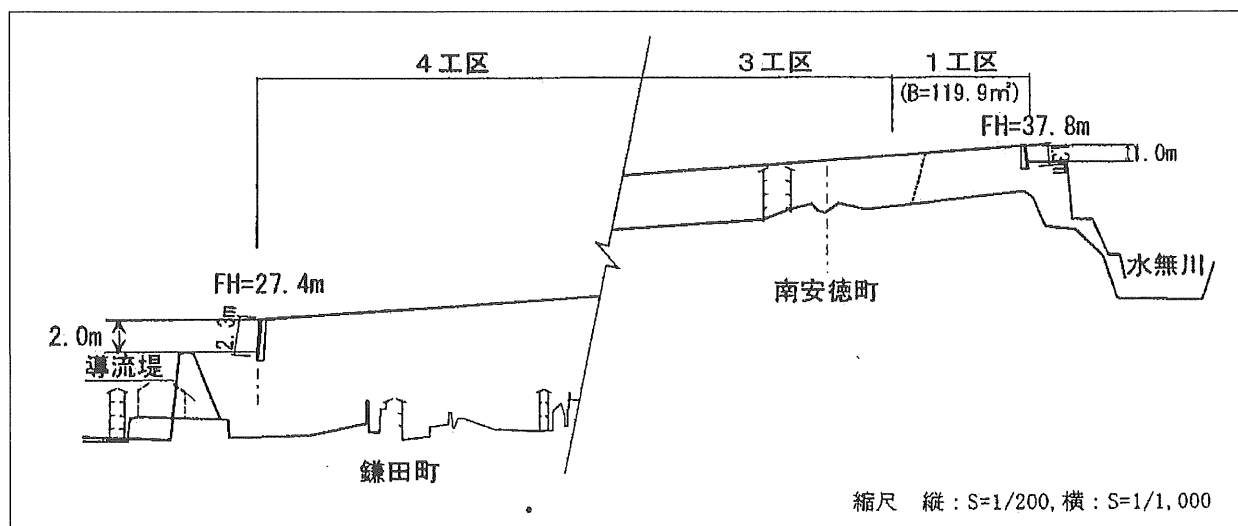 4工区
3工区
1工区
(B=119.9㎡)
FH=37.8m
1.0m
水無川
南安徳町
FH=27.4m
2.3m
2.0m
導流堤
鎌田町
縮尺 縦:S=1/200,横:S=1/1,000